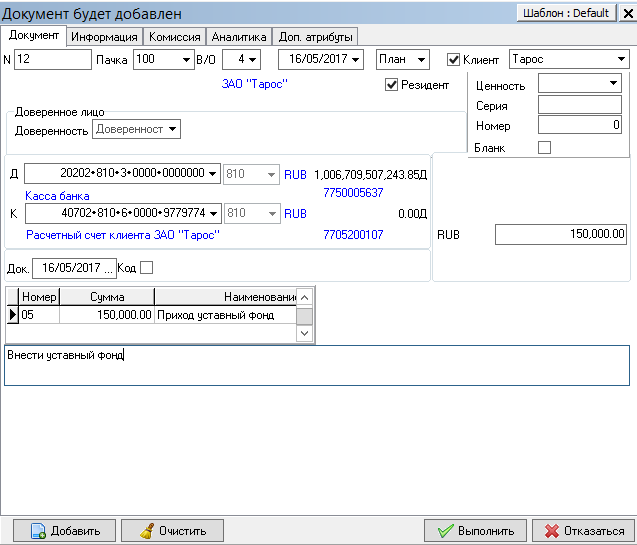 Документ будет добавлен Шаблон : Default
Документ Информация Комиссия Аналитика Доп. атрибуты
N 12 Пачка 100 В/О 4 16/05/2017 План Клиент Тарос
ЗАО "Тарос" Резидент Ценность
Серия
Доверенное лицо
Доверенность Доверенност Номер 0
Бланк
Д 20202•810•3•0000•0000000 810 RUB 1,006,709,507,243.85Д
Касса банка 7750005637
К 40702•810•6•0000•9779774 810 RUB 0.00Д
Расчетный счет клиента ЗАО "Тарос" 7705200107 RUB 150,000.00
Док. 16/05/2017 ... Код
Номер Сумма Наименование
05 150,000.00 Приход уставный фонд
Внести уставный фонд
Добавить Очистить Выполнить Отказаться